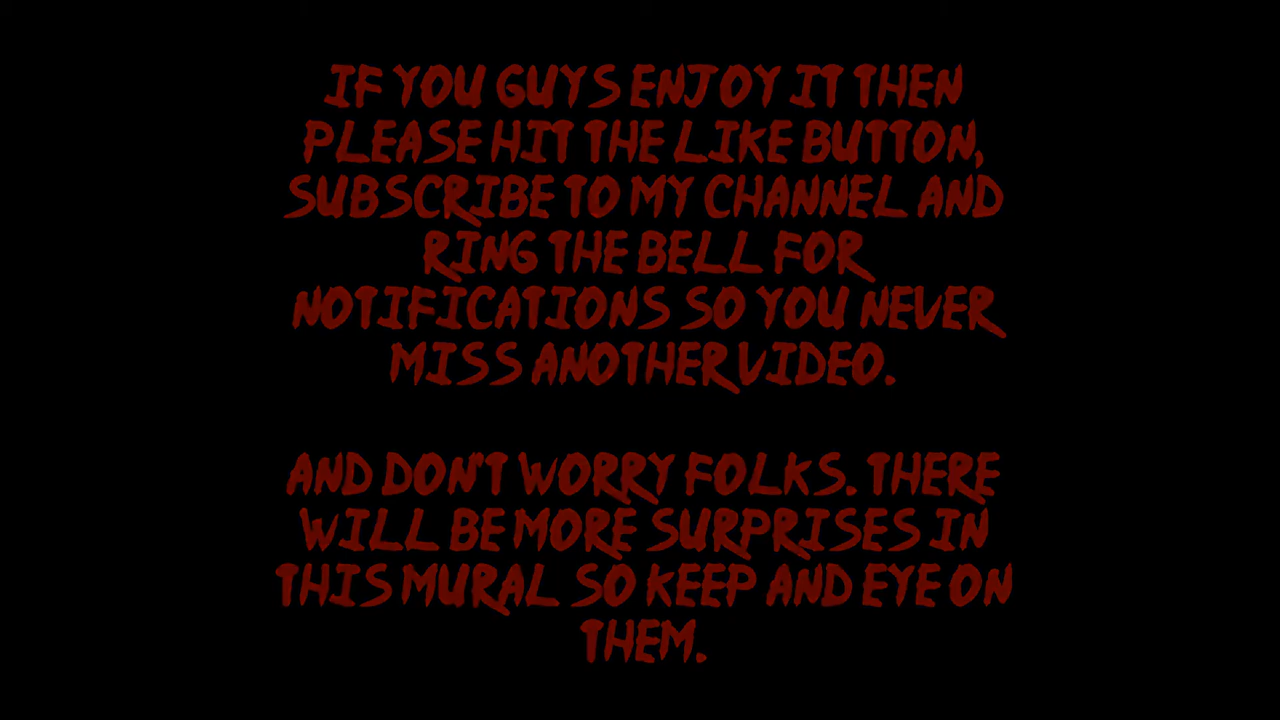 IF YOU GUYS ENJOY IT THEN
PLEASE HIT THE LIKE BUTTON,
SUBSCRIBE TO MY CHANNEL AND
RING THE BELL FOR
NOTIFICATIONS SO YOU NEVER
MISS ANOTHER VIDEO.
AND DON'T WORRY FOLKS. THERE
WILL BE MORE SURPRISES IN
THIS MURAL SO KEEP AND EYE ON
THEM.